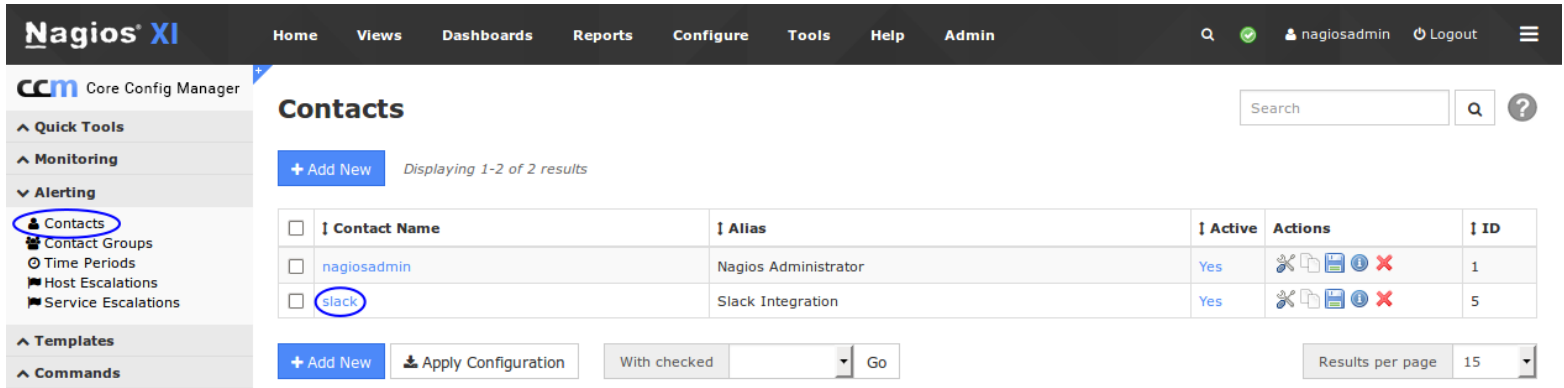 Nagios® XI Home Views Dashboards Reports Configure Tools Help Admin nagiosadmin Logout
ccm Core Config Manager
Contacts
Search
Quick Tools
Monitoring
+ Add New Displaying 1-2 of 2 results
Alerting
Contacts
Contact Groups
Time Periods
Host Escalations
Service Escalations
Contact Name Alias Active Actions ID
nagiosadmin Nagios Administrator Yes 1
slack Slack Integration Yes 5
Templates
Commands
+ Add New Apply Configuration With checked Go Results per page 15